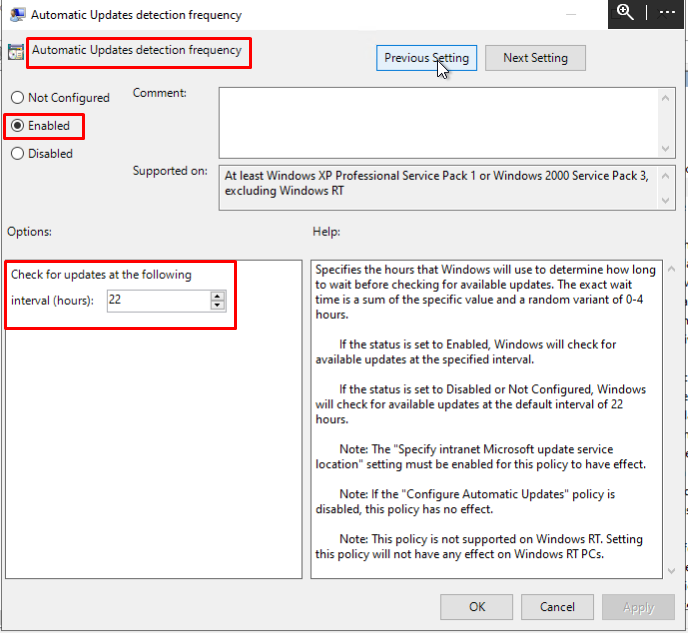 Automatic Updates detection frequency
Automatic Updates detection frequency
Previous Setting
Next Setting
Not Configured
Comment:
Enabled
Disabled
Supported on:
At least Windows XP Professional Service Pack 1 or Windows 2000 Service Pack 3,
excluding Windows RT
Options:
Help:
Check for updates at the following
interval (hours):
22
Specifies the hours that Windows will use to determine how long
to wait before checking for available updates. The exact wait
time is a sum of the specific value and a random variant of 0-4
hours.
If the status is set to Enabled, Windows will check for
available updates at the specified interval.
If the status is set to Disabled or Not Configured, Windows
will check for available updates at the default interval of 22
hours.
Note: The "Specify intranet Microsoft update service
location" setting must be enabled for this policy to have effect.
Note: If the "Configure Automatic Updates" policy is
disabled, this policy has no effect.
Note: This policy is not supported on Windows RT. Setting
this policy will not have any effect on Windows RT PCs.
OK
Cancel
Apply